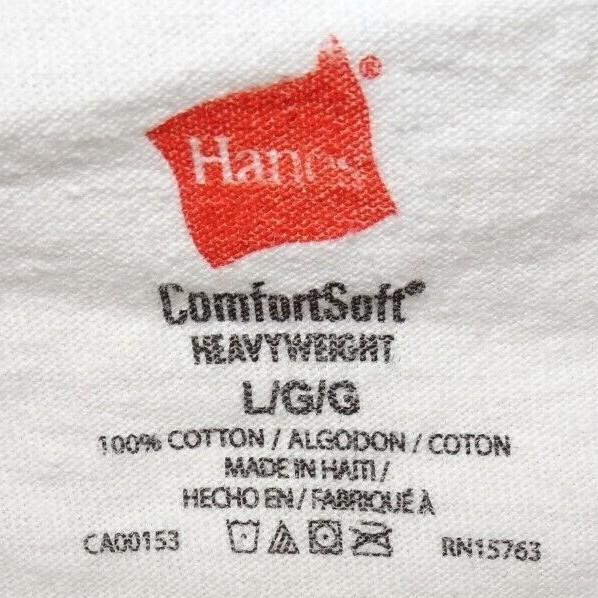 Hanes®
ComfortSoft®
HEAVYWEIGHT
L/G/G
100% COTTON / ALGODON / COTON
MADE IN HAITI /
HECHO EN / FABRIQUÉ À
CA00153 RN15763